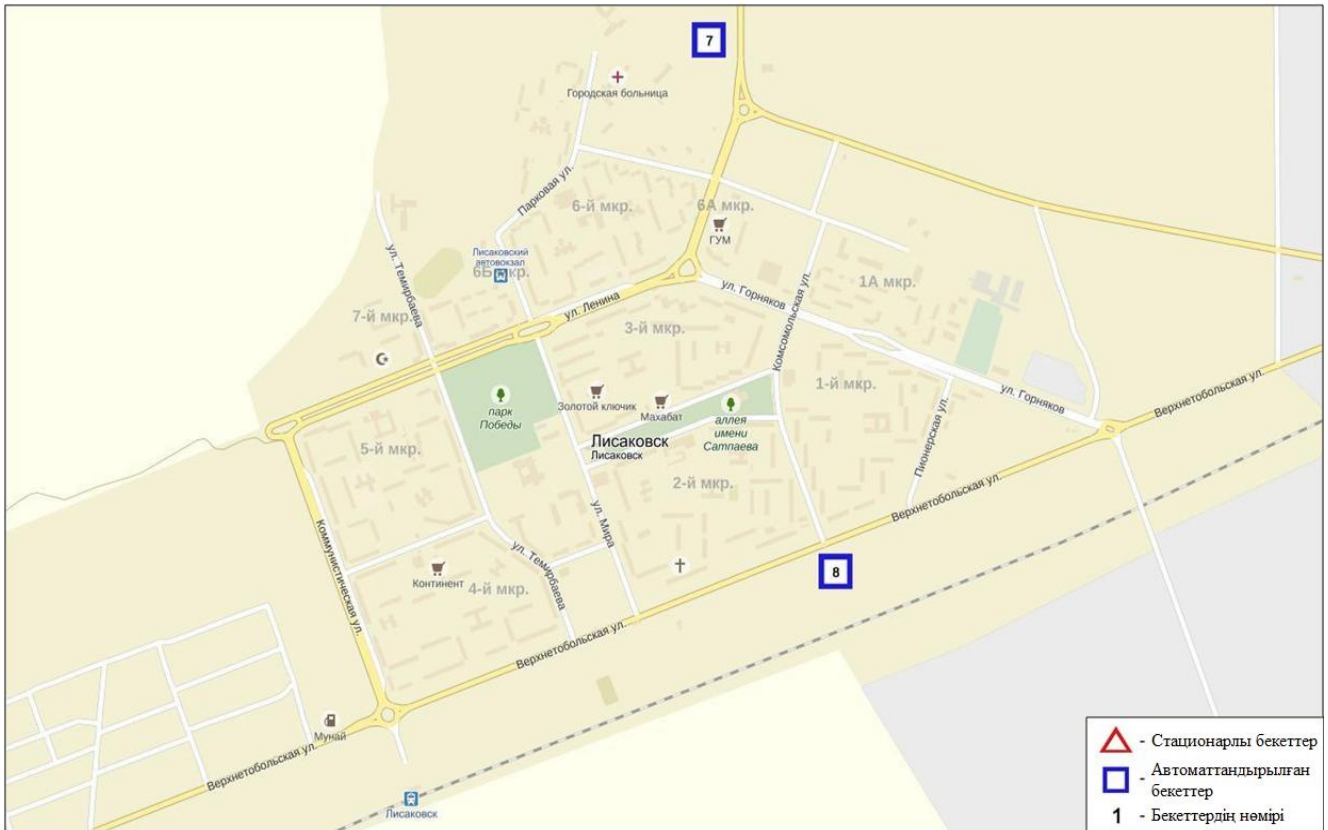 7
Городская больница
Парковая ул.
6-й мкр.
6А мкр.
ГУМ
Лисаковский
автовокзал
6Б мкр.
ул. Темирбаева
7-й мкр.
ул. Ленина
ул. Горняков
1А мкр.
3-й мкр.
Комсомольская ул.
1-й мкр.
ул. Горняков
Верхнетобольская ул.
парк
Победы
Золотой ключик
Махабат
аллея
имени
Сатпаева
Пионерская ул.
Лисаковск
Лисаковск
5-й мкр.
2-й мкр.
Верхнетобольская ул.
ул. Мира
Коммунистическая ул.
ул. Темирбаева
Континент
4-й мкр.
8
Верхнетобольская ул.
Мунай
Верхнетобольская ул.
Лисаковск
- Стационарлы бекеттер
- Автоматтандырылған
бекеттер
1 - Бекеттердің нөмірі